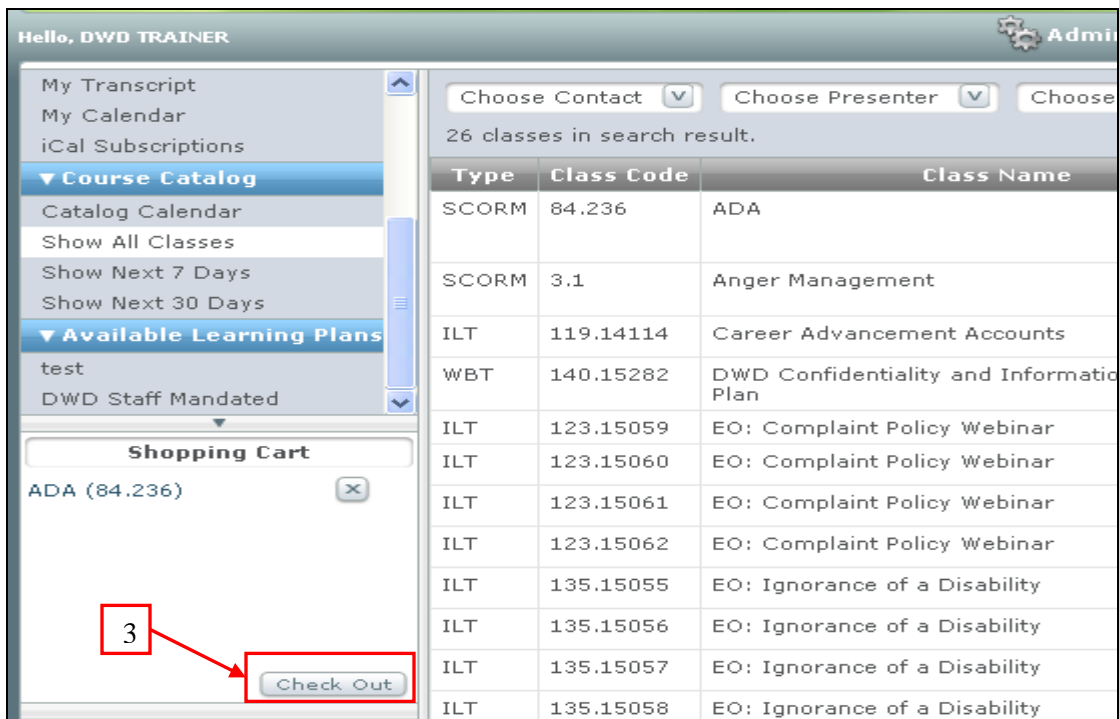 Hello, DWD TRAINER
Admi
My Transcript
My Calendar
iCal Subscriptions
▼ Course Catalog
Catalog Calendar
Show All Classes
Show Next 7 Days
Show Next 30 Days
▼ Available Learning Plans
test
DWD Staff Mandated
Shopping Cart
ADA (84.236)
3
Check Out
Choose Contact Choose Presenter Choose
26 classes in search result.
Type Class Code Class Name
SCORM 84.236 ADA
SCORM 3.1 Anger Management
ILT 119.14114 Career Advancement Accounts
WBT 140.15282 DWD Confidentiality and Informatio
Plan
ILT 123.15059 EO: Complaint Policy Webinar
ILT 123.15060 EO: Complaint Policy Webinar
ILT 123.15061 EO: Complaint Policy Webinar
ILT 123.15062 EO: Complaint Policy Webinar
ILT 135.15055 EO: Ignorance of a Disability
ILT 135.15056 EO: Ignorance of a Disability
ILT 135.15057 EO: Ignorance of a Disability
ILT 135.15058 EO: Ignorance of a Disability